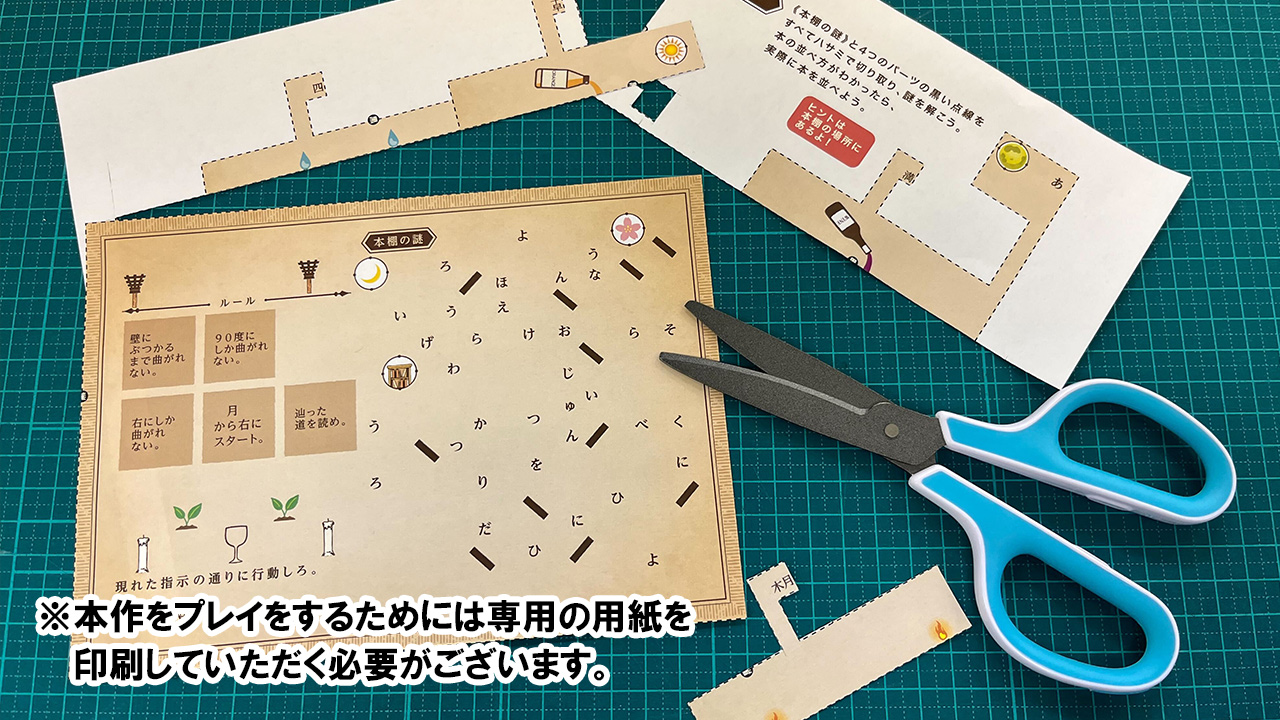 《本棚の謎》と4つのパーツの黒い点線を
すべてハサミで切り取り、謎を解こう。
本の並べ方がわかったら、
実際に本を並べよう。
ヒントは
本棚の場所に
あるよ！
四
満
あ
本棚の謎
ルール
壁に
ぶつかる
まで曲がれ
ない。
90度に
しか曲がれ
ない。
右にしか
曲がれ
ない。
月
から右に
スタート。
辿った
道を読め。
よ
う
ろ
ほ
ん
な
い
う
え
げ
ら
け
お
ら
そ
わ
じ
い
ゅ
う
か
つ
ん
べ
く
つ
を
に
ろ
り
ひ
だ
に
ひ
よ
現れた指示の通りに行動しろ。
木月
※本作をプレイをするためには専用の用紙を
印刷していただく必要がございます。